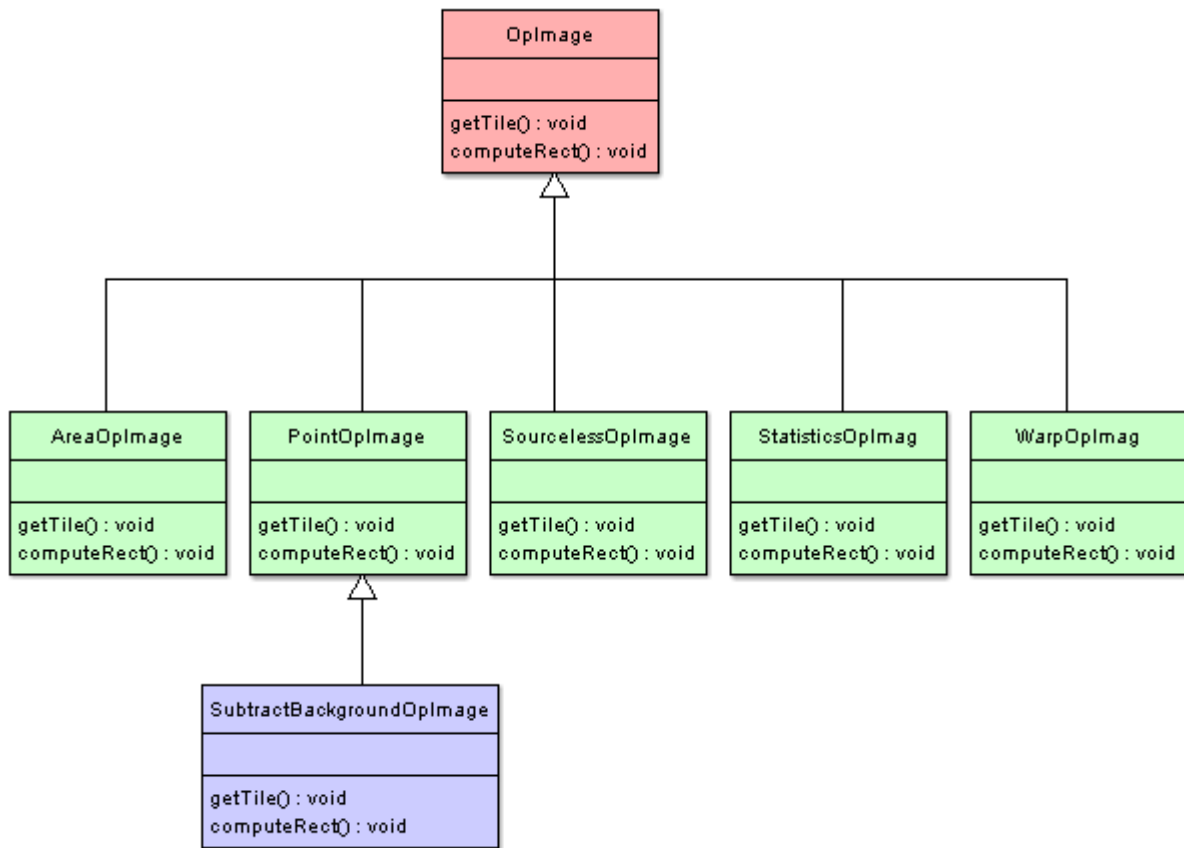 OpImage
getTile() : void
computeRect() : void
AreaOpImage
getTile() : void
computeRect() : void
PointOpImage
getTile() : void
computeRect() : void
SourcelessOpImage
getTile() : void
computeRect() : void
StatisticsOpImag
getTile() : void
computeRect() : void
WarpOpImag
getTile() : void
computeRect() : void
SubtractBackgroundOpImage
getTile() : void
computeRect() : void